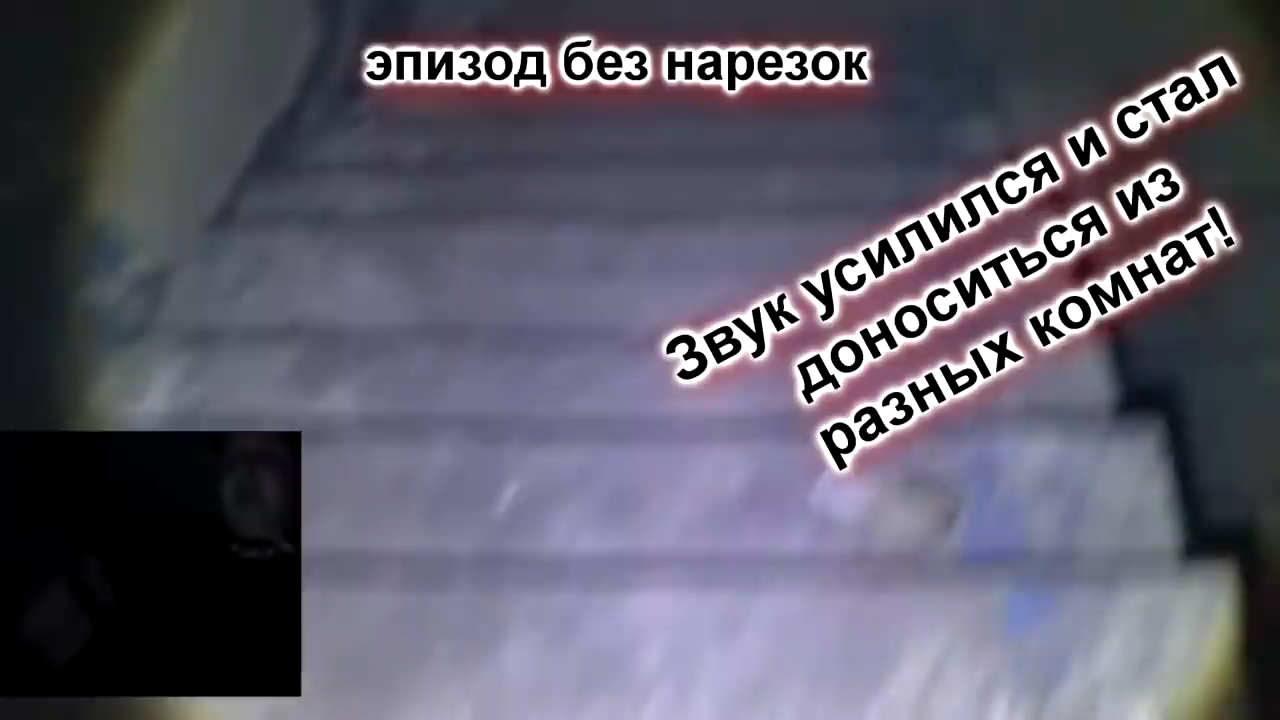 эпизод без нарезок
Звук усилился и стал
доноситься из
разных комнат!